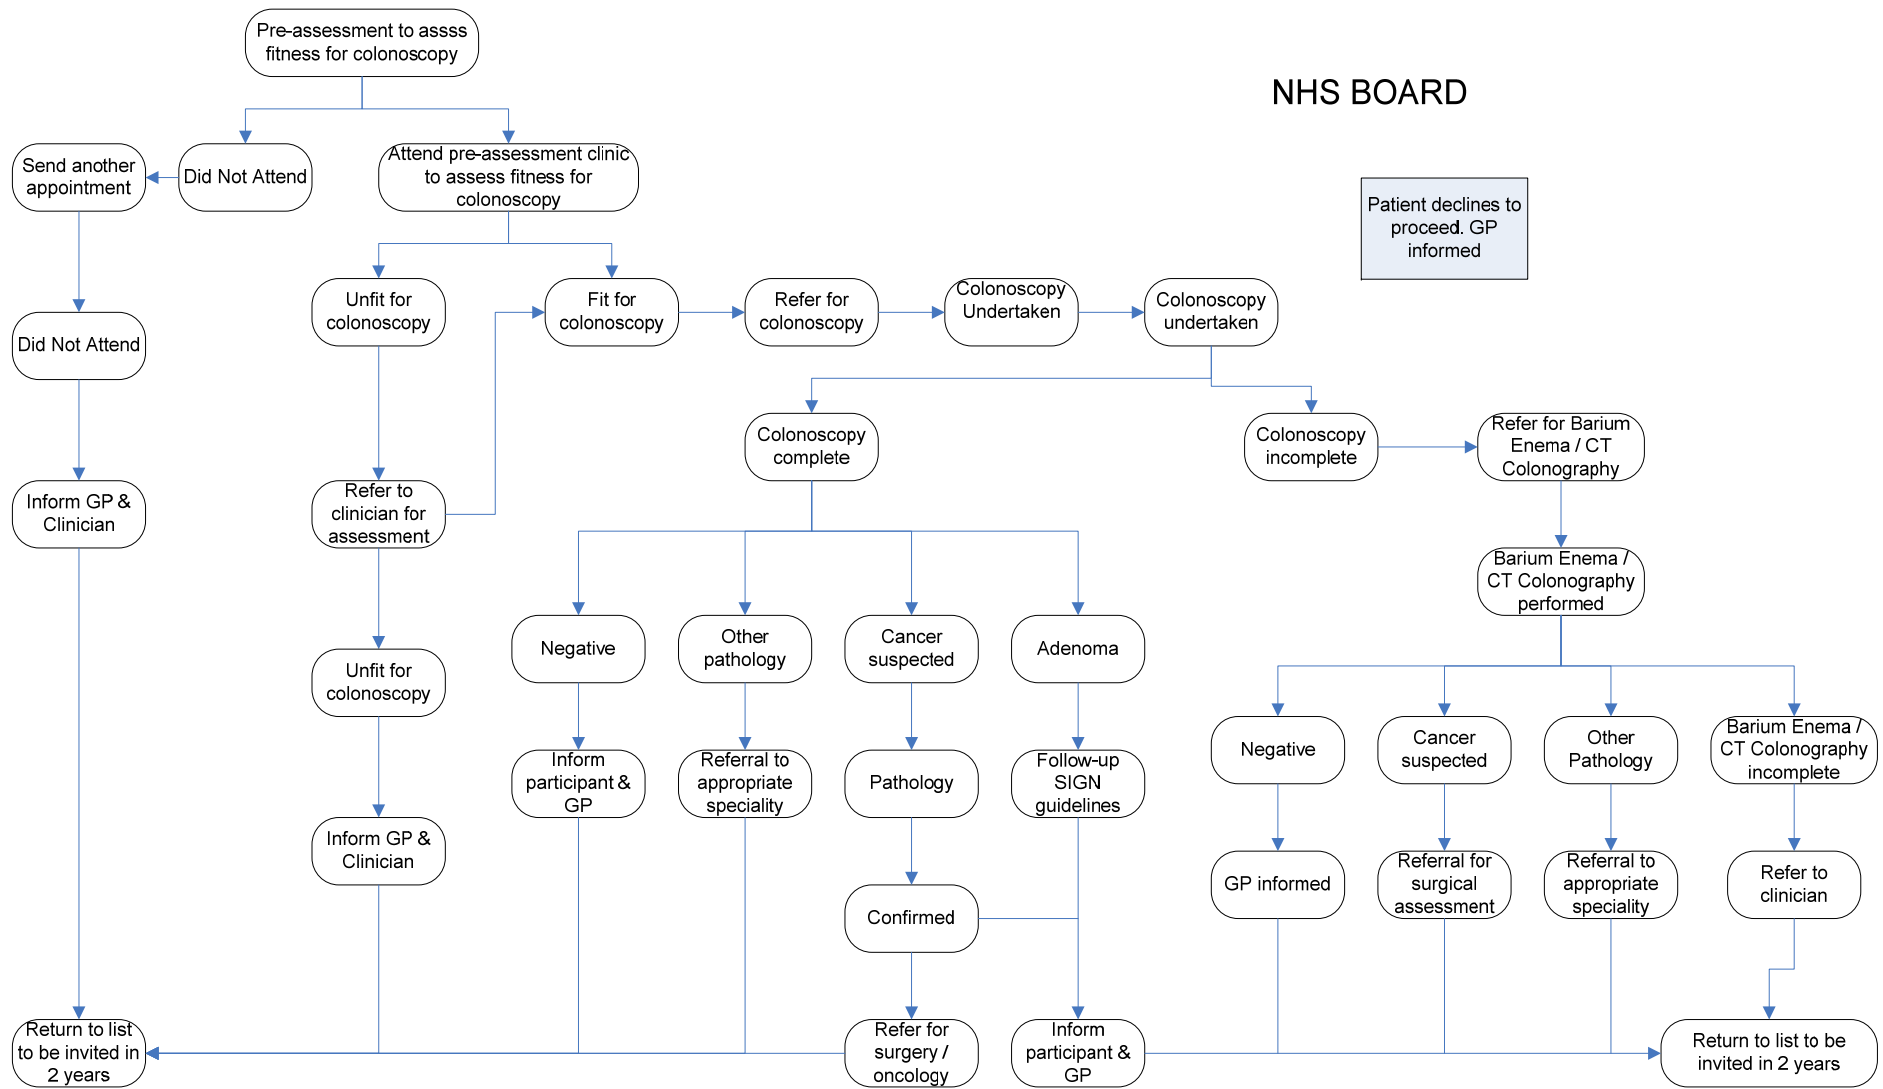 Pre-assessment to assss
fitness for colonoscopy
NHS BOARD
Send another
appointment
Did Not Attend
Attend pre-assessment clinic
to assess fitness for
colonoscopy
Patient declines to
proceed. GP
informed
Did Not Attend
Unfit for
colonoscopy
Fit for
colonoscopy
Refer for
colonoscopy
Colonoscopy
Undertaken
Colonoscopy
undertaken
Colonoscopy
complete
Colonoscopy
incomplete
Refer for Barium
Enema / CT
Colonography
Inform GP &
Clinician
Refer to
clinician for
assessment
Barium Enema /
CT Colonography
performed
Unfit for
colonoscopy
Negative
Other
pathology
Cancer
suspected
Adenoma
Negative
Cancer
suspected
Other
Pathology
Barium Enema /
CT Colonography
incomplete
Inform
participant &
GP
Referral to
appropriate
speciality
Pathology
Follow-up
SIGN
guidelines
Inform GP &
Clinician
GP informed
Referral for
surgical
assessment
Referral to
appropriate
speciality
Refer to
clinician
Confirmed
Return to list
to be invited in
2 years
Refer for
surgery /
oncology
Inform
participant &
GP
Return to list to be
invited in 2 years